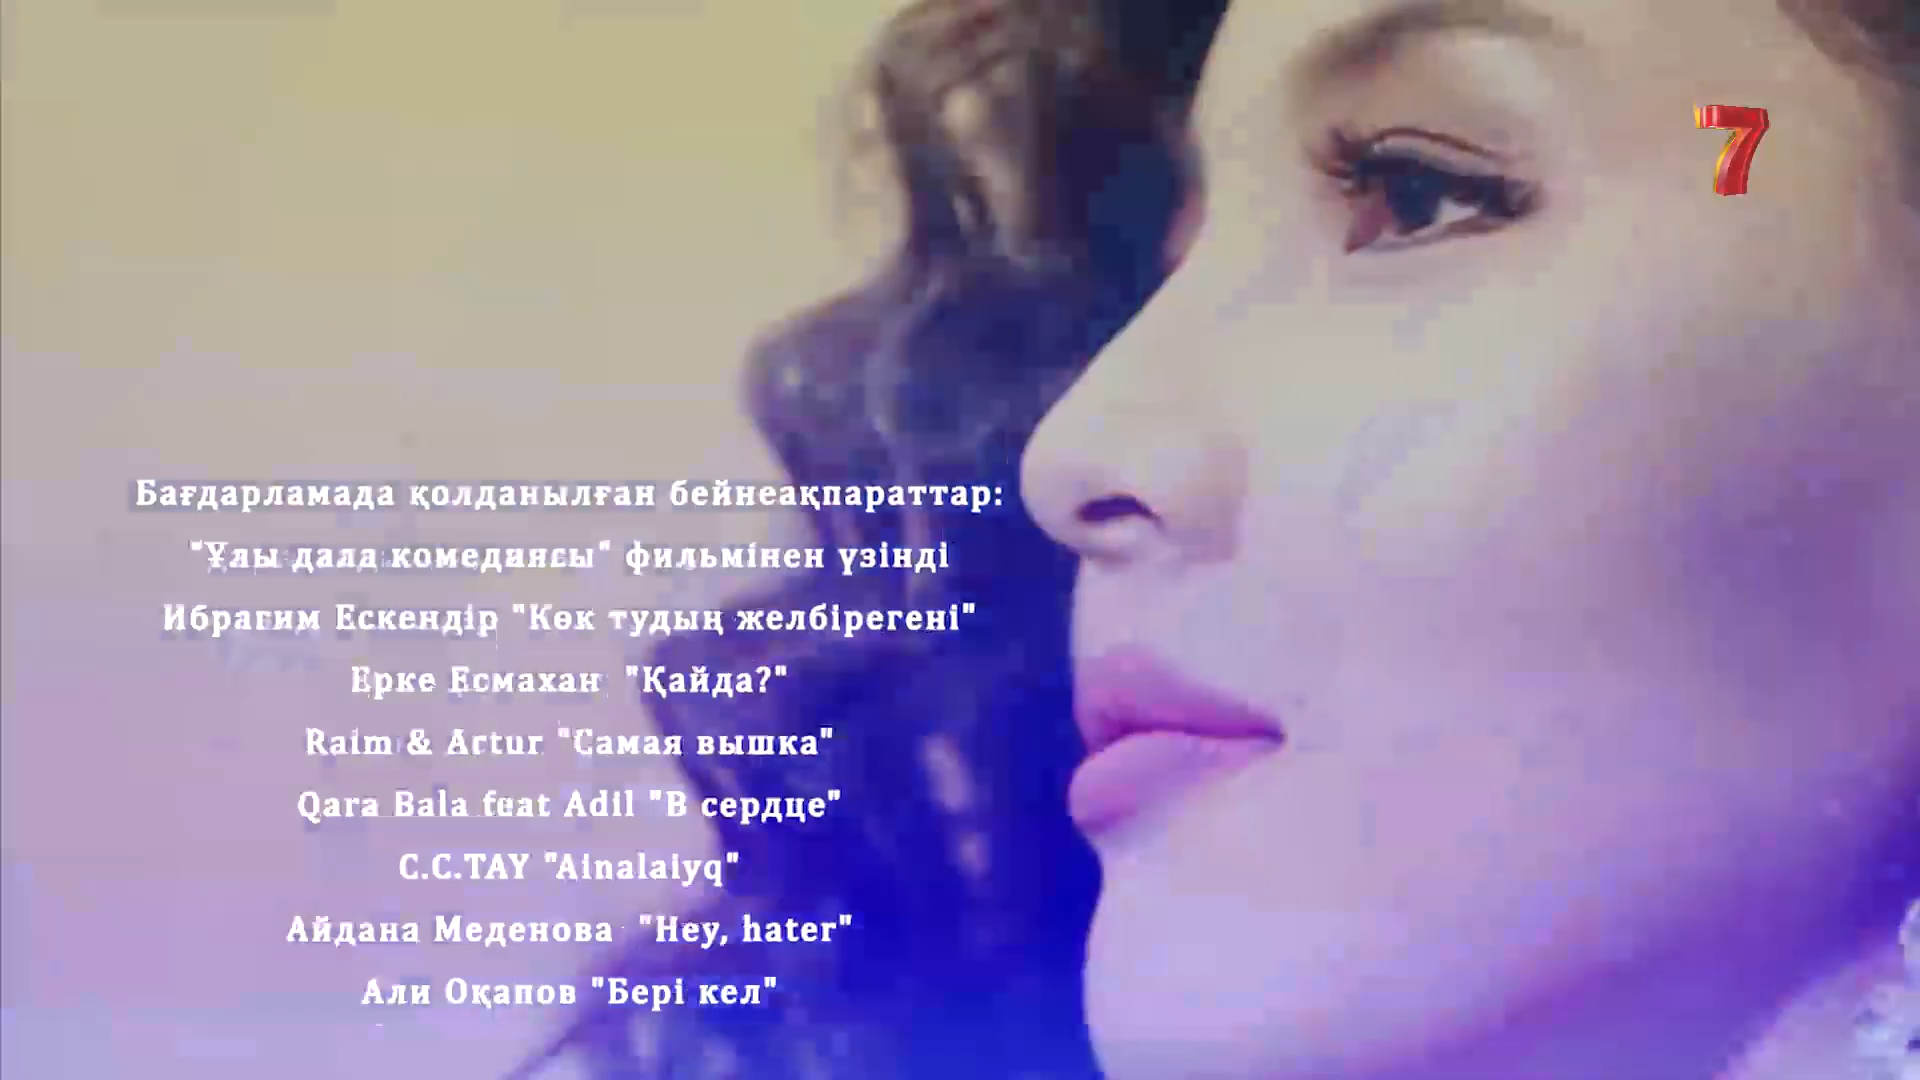 7
Бағдарламада қолданылған бейнеақпараттар:
"Ұлы дала комедиясы" фильмінен үзінді
Ибрагим Ескендір "Көк тудың желбірегені"
Ерке Есмахан "Қайда?"
Raim & Artur "Самая вышка"
Qara Bala feat Adil "В сердце"
C.C.TAY "Ainalaiyq"
Айдана Меденова "Hey, hater"
Али Оқапов "Бері кел"